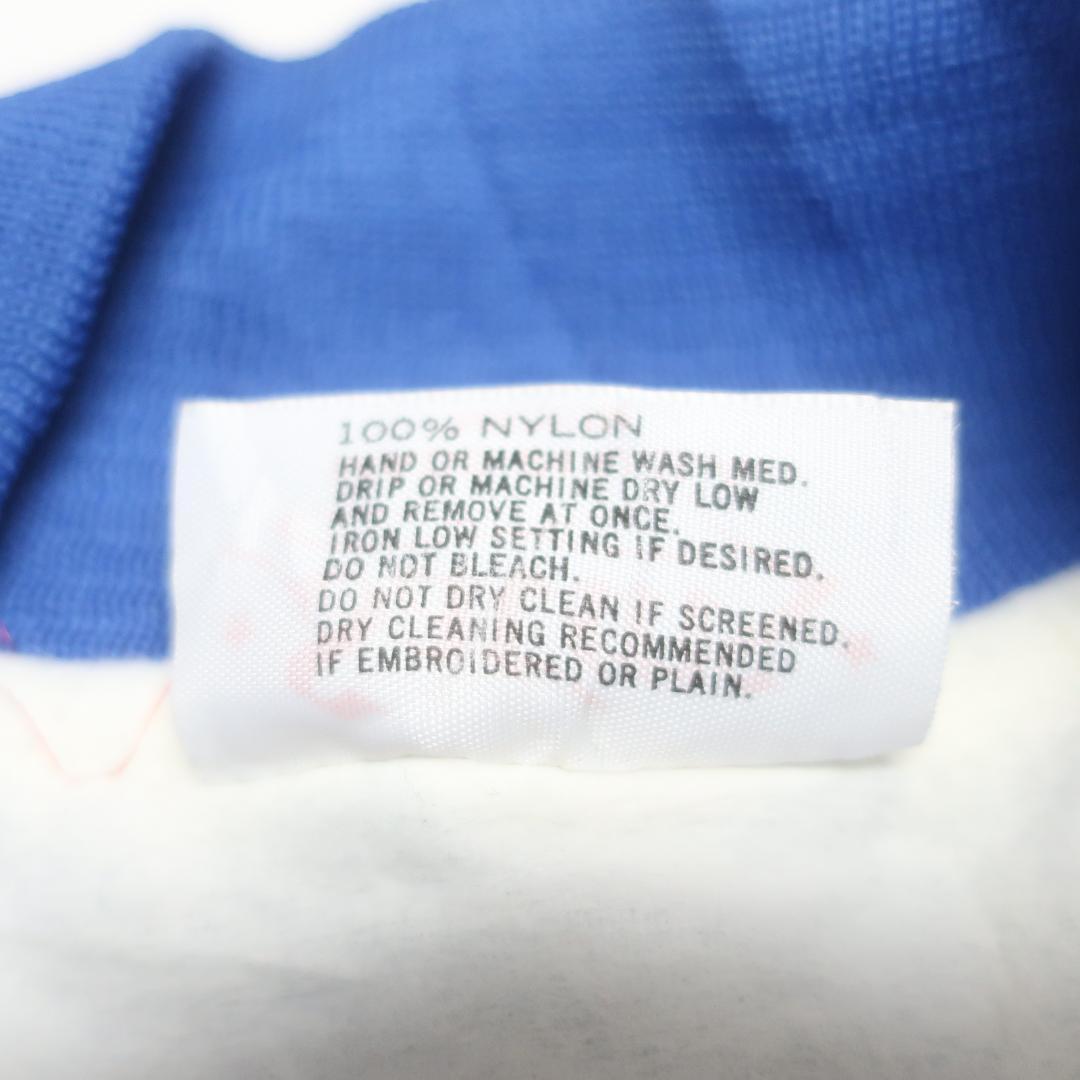 100% NYLON
HAND OR MACHINE WASH MED.
DRIP OR MACHINE DRY LOW
AND REMOVE AT ONCE.
IRON LOW SETTING IF DESIRED.
DO NOT BLEACH.
DO NOT DRY CLEAN IF SCREENED.
DRY CLEANING RECOMMENDED
IF EMBROIDERED OR PLAIN.